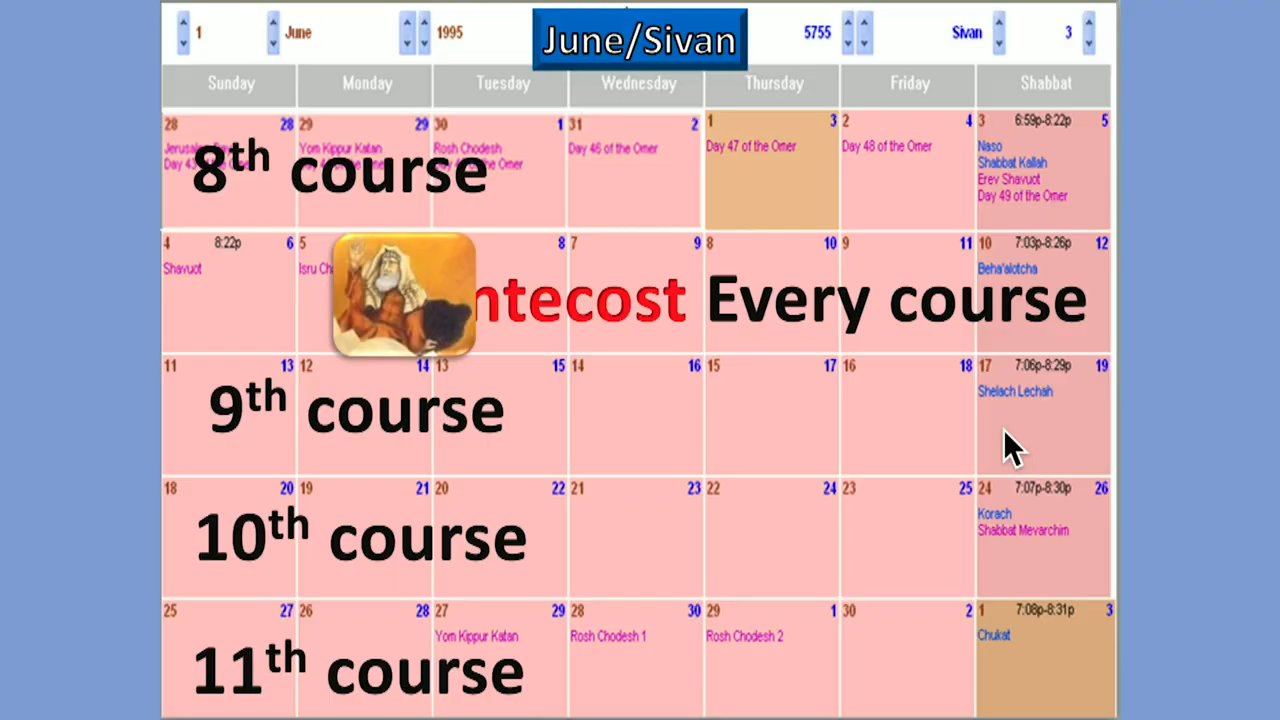 1 June 1995 June/Sivan 5755 Sivan 3
Sunday Monday Tuesday Wednesday Thursday Friday Shabbat
28 28 29 29 30 1 31 2 1 3 2 4 3 6:59p-8:22p 5
Yom Kippur Katan Rosh Chodesh Day 46 of the Omer Day 47 of the Omer Day 48 of the Omer Naso
Shabbat Kallah
Erev Shavuot
Day 49 of the Omer
8th course
4 8:22p 6 5 8 7 9 8 10 9 11 10 7:03p-8:26p 12
Shavuot Isru Beha'alotcha
ntecost Every course
11 13 12 14 13 15 14 16 15 17 16 18 17 7:06p-8:29p 19
Shelach Lechah
9th course
18 20 19 21 20 22 21 23 22 24 23 25 24 7:07p-8:30p 26
Korach
Shabbat Mevarchim
10th course
25 27 26 28 27 29 28 30 29 1 30 2 1 7:08p-8:31p 3
Yom Kippur Katan Rosh Chodesh 1 Rosh Chodesh 2 Chukat
11th course